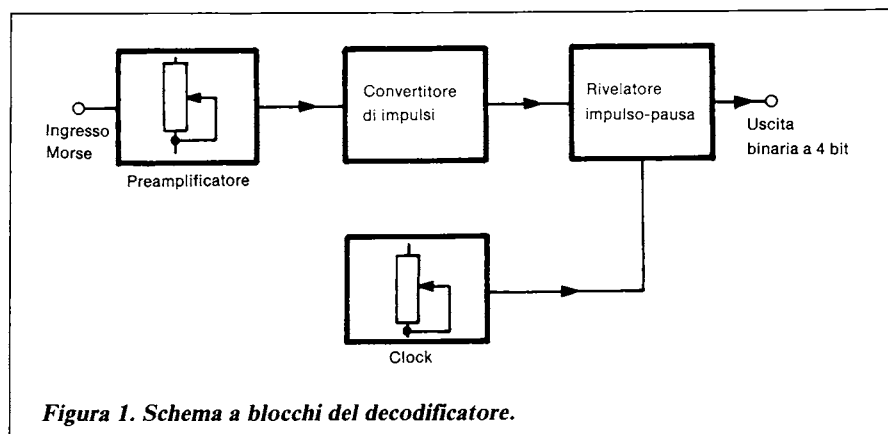 Ingresso
Morse
Preamplificatore
Convertitore
di impulsi
Rivelatore
impulso-pausa
Uscita
binaria a 4 bit
Clock
Figura 1. Schema a blocchi del decodificatore.